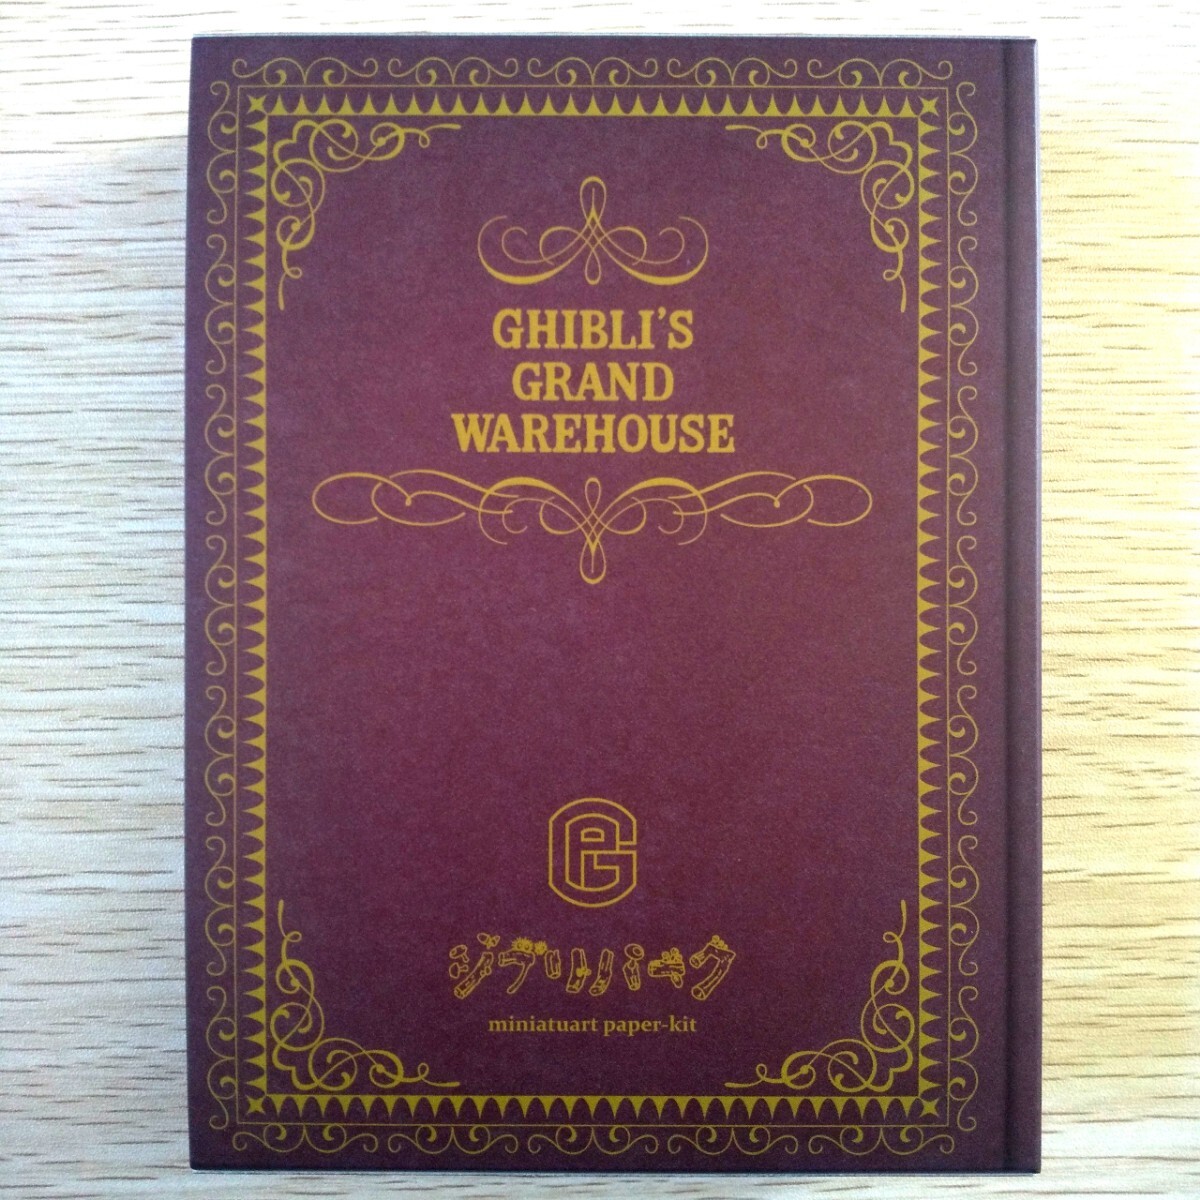 GHIBLI'S
GRAND
WAREHOUSE
ジブリパーク
miniatuart paper-kit